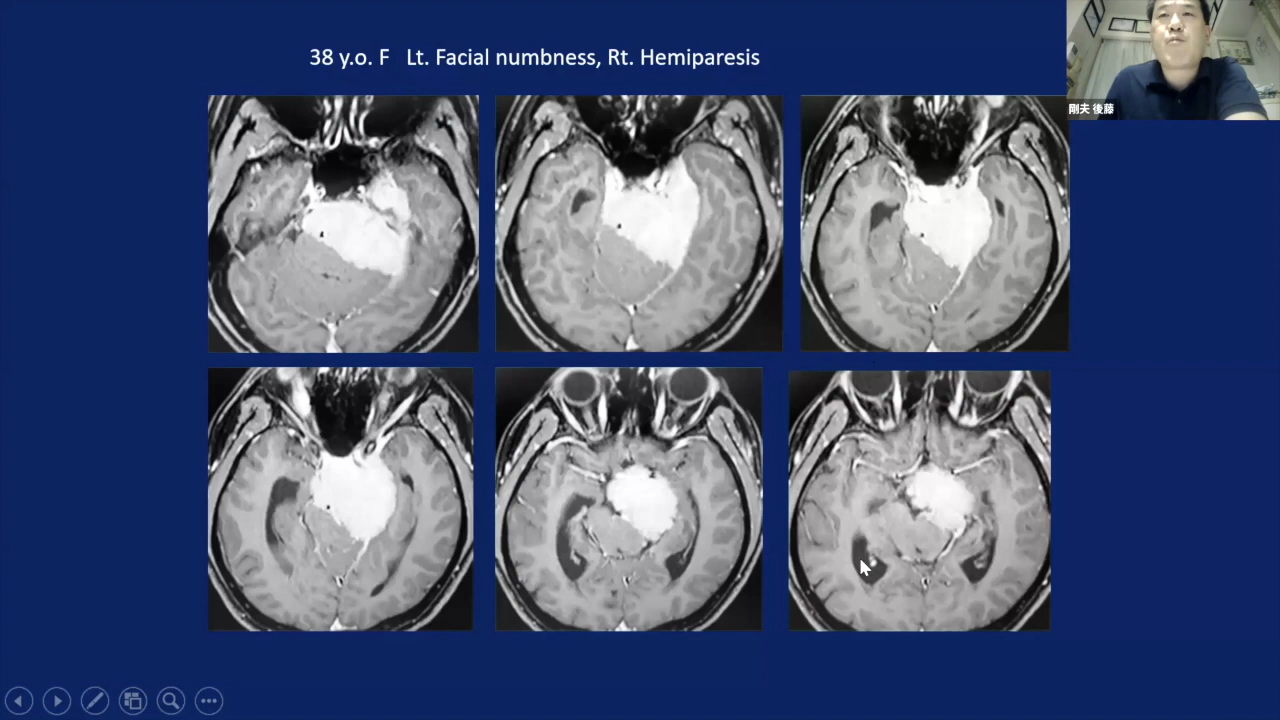 38 y.o. F   Lt. Facial numbness, Rt. Hemiparesis
剛夫 後藤